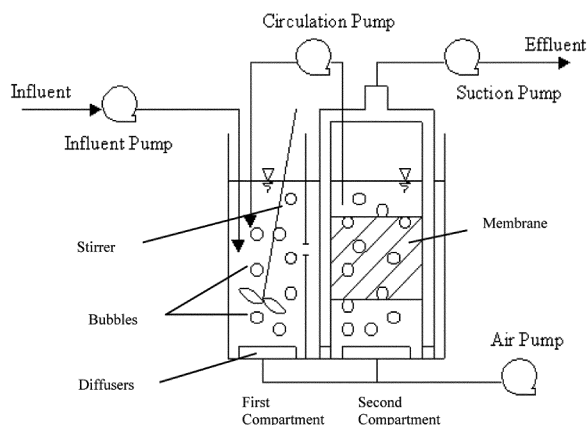 Circulation Pump
Effluent
Influent
Suction Pump
Influent Pump
Stirrer
Membrane
Bubbles
Air Pump
Diffusers
First
Compartment
Second
Compartment